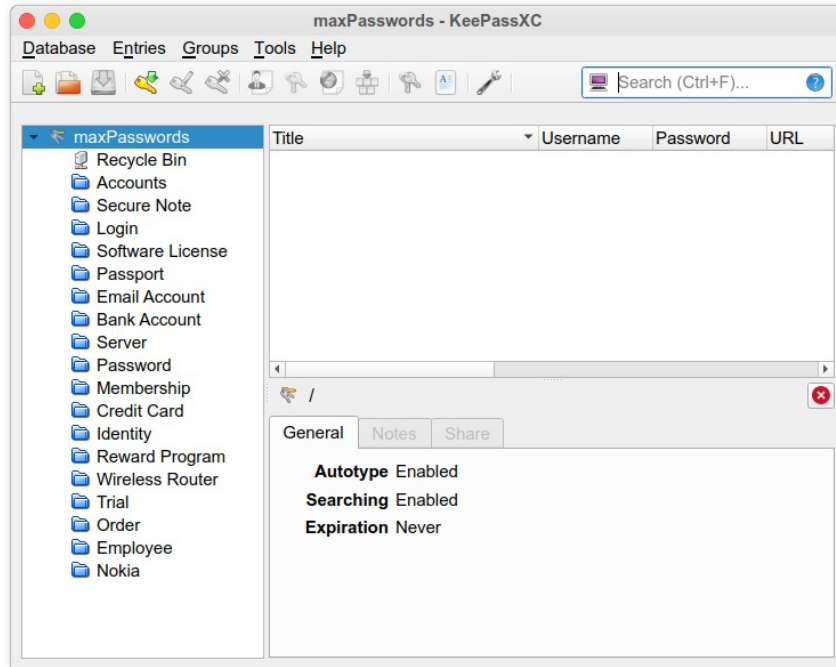 maxPasswords - KeePassXC
Database Entries Groups Tools Help
Search (Ctrl+F)...
maxPasswords
Recycle Bin
Accounts
Secure Note
Login
Software License
Passport
Email Account
Bank Account
Server
Password
Membership
Credit Card
Identity
Reward Program
Wireless Router
Trial
Order
Employee
Nokia
Title Username Password URL
/
General Notes Share
Autotype Enabled
Searching Enabled
Expiration Never